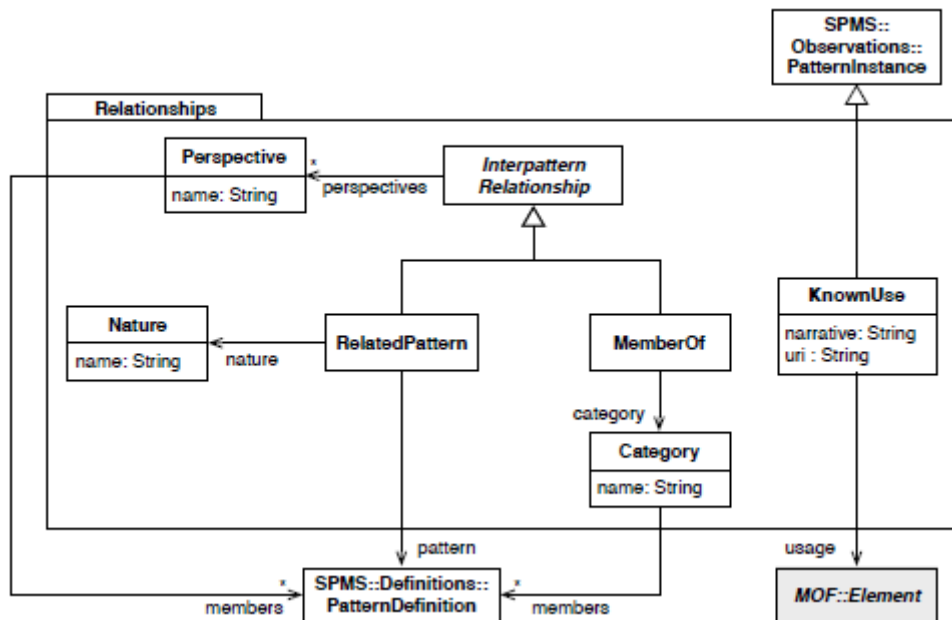 SPMS::
Observations::
PatternInstance
Relationships
Perspective
name: String
*
perspectives
Interpattern
Relationship
Nature
name: String
nature
RelatedPattern
MemberOf
KnownUse
narrative: String
uri : String
category
Category
name: String
pattern
usage
*
members
SPMS::Definitions::
PatternDefinition
*
members
MOF::Element